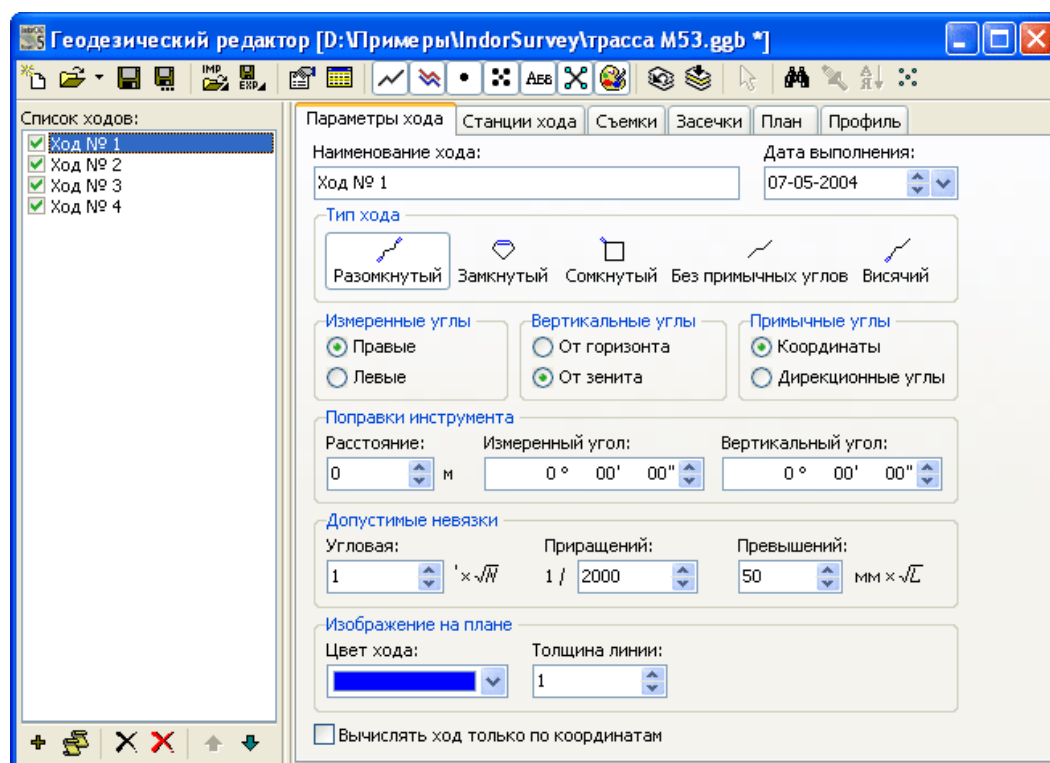 Геодезический редактор [D:\Примеры\IndorSurvey\трасса М53.ggb *]
IMP EXP АБВ
Список ходов:
Ход № 1
Ход № 2
Ход № 3
Ход № 4
Параметры хода Станции хода Съемки Засечки План Профиль
Наименование хода: Дата выполнения:
Ход № 1 07-05-2004
Тип хода
Разомкнутый Замкнутый Сомкнутый Без примычных углов Висячий
Измеренные углы Вертикальные углы Примычные углы
Правые От горизонта Координаты
Левые От зенита Дирекционные углы
Поправки инструмента
Расстояние: Измеренный угол: Вертикальный угол:
0 м 0 ° 00' 00" 0 ° 00' 00"
Допустимые невязки
Угловая: Приращений: Превышений:
1 ' × √N 1 / 2000 50 мм × √L
Изображение на плане
Цвет хода: Толщина линии:
1
Вычислять ход только по координатам